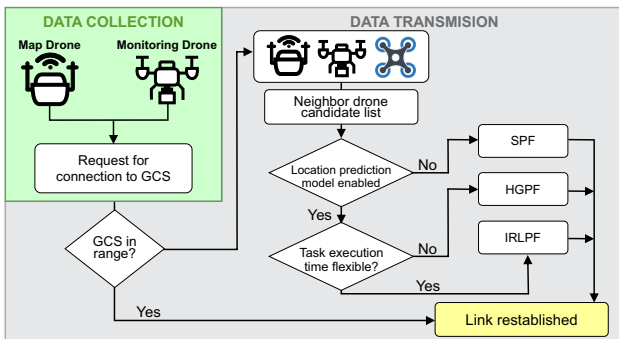 DATA COLLECTION
DATA TRANSMISION
Map Drone
Monitoring Drone
Request for
connection to GCS
GCS in
range?
Yes
Neighbor drone
candidate list
Location prediction
model enabled
No
Yes
Task execution
time flexible?
No
Yes
SPF
HGPF
IRLPF
Link restablished